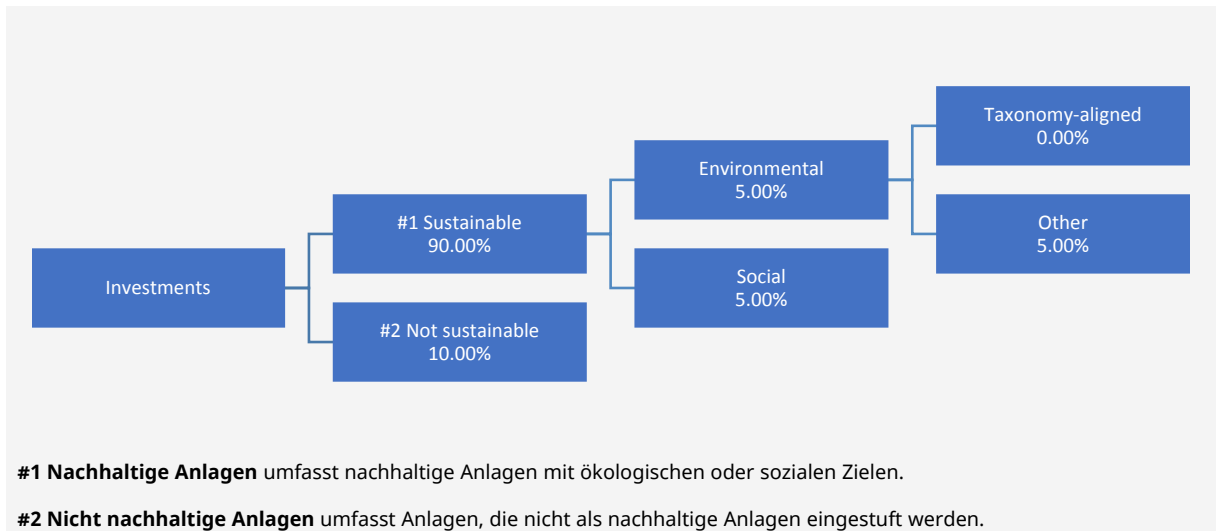 Investments
#1 Sustainable
90.00%
#2 Not sustainable
10.00%
Environmental
5.00%
Social
5.00%
Taxonomy-aligned
0.00%
Other
5.00%
#1 Nachhaltige Anlagen umfasst nachhaltige Anlagen mit ökologischen oder sozialen Zielen.
#2 Nicht nachhaltige Anlagen umfasst Anlagen, die nicht als nachhaltige Anlagen eingestuft werden.